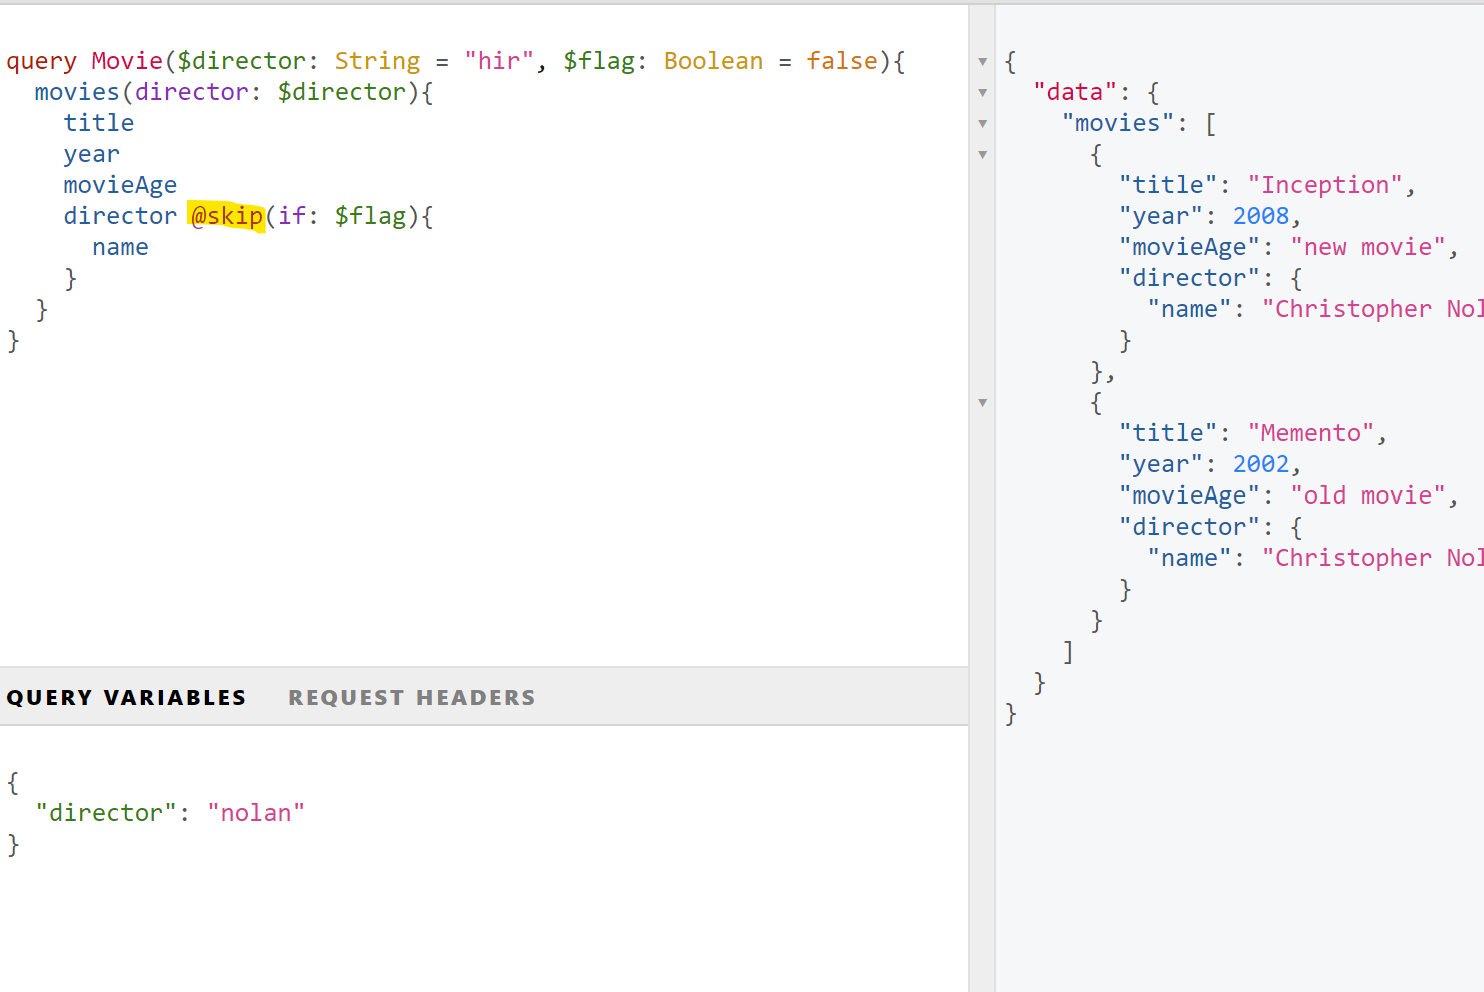 query Movie($director: String = "hir", $flag: Boolean = false){
  movies(director: $director){
    title
    year
    movieAge
    director @skip(if: $flag){
      name
    }
  }
}
QUERY VARIABLES REQUEST HEADERS
{
  "director": "nolan"
}
{
  "data": {
    "movies": [
      {
        "title": "Inception",
        "year": 2008,
        "movieAge": "new movie",
        "director": {
          "name": "Christopher Nol
        }
      },
      {
        "title": "Memento",
        "year": 2002,
        "movieAge": "old movie",
        "director": {
          "name": "Christopher Nol
        }
      }
    ]
  }
}